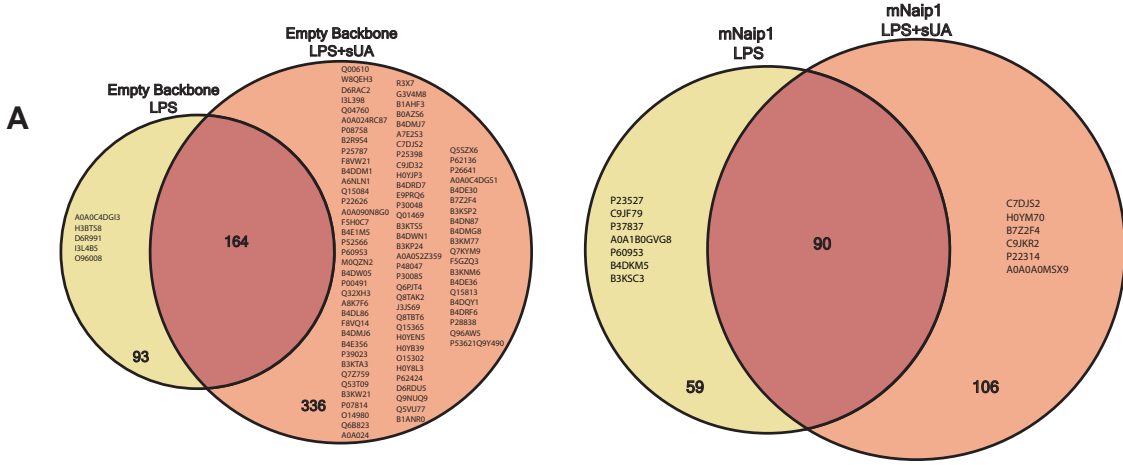 A
Empty Backbone
LPS
Empty Backbone
LPS+sUA
A0A0C4DGI3
H3BT58
D6R991
I3L4B5
O96008
93
164
Q00610
W8QEH3
D6RAC2
I3L398
Q04760
A0A024RC87
P08758
B2R9S4
P25787
F8VW21
B4DDM1
A6NLN1
Q15084
P22626
A0A090N8G0
F5H0C7
B4E1M5
P52566
P60953
M0QZN2
B4DW05
P00491
Q32XH3
A8K7F6
B4DL86
F8VQ14
B4DMJ6
B4E3S6
P39023
B3KTA3
Q7Z759
Q53T09
B3KW21
P07814
O14980
Q6B823
A0A024
R3X7
G3V4M8
B1AHF3
B0AZS6
B4DMJ7
A7E2S3
C7DJS2
P25398
C9JD32
H0YJP3
B4DRD7
E9PRQ6
P30048
Q01469
B3KTS5
B4DWN1
B3KP24
A0A0S2Z3S9
P48047
P30085
Q6PJT4
Q8TAK2
J3JS69
Q8TBT6
Q15365
H0YEN5
H0YB39
O15302
H0Y8L3
P62424
D6RDU5
Q9NUQ9
Q5VU77
B1ANR0
Q5SZX6
P62136
P26641
A0A0C4DGS1
B4DE30
B7Z2F4
B3KSP2
B4DN87
B4DMG8
B3KM77
Q7KYM9
F5GZQ3
B3KNM6
B4DE36
Q15813
B4DQY1
B4DRF6
P28838
Q96AW5
P53621Q9Y490
336
mNaip1
LPS
mNaip1
LPS+sUA
P23527
C9JF79
P37837
A0A1B0GVG8
P60953
B4DKM5
B3KSC3
59
90
C7DJS2
H0YM70
B7Z2F4
C9JKR2
P22314
A0A0A0MSX9
106